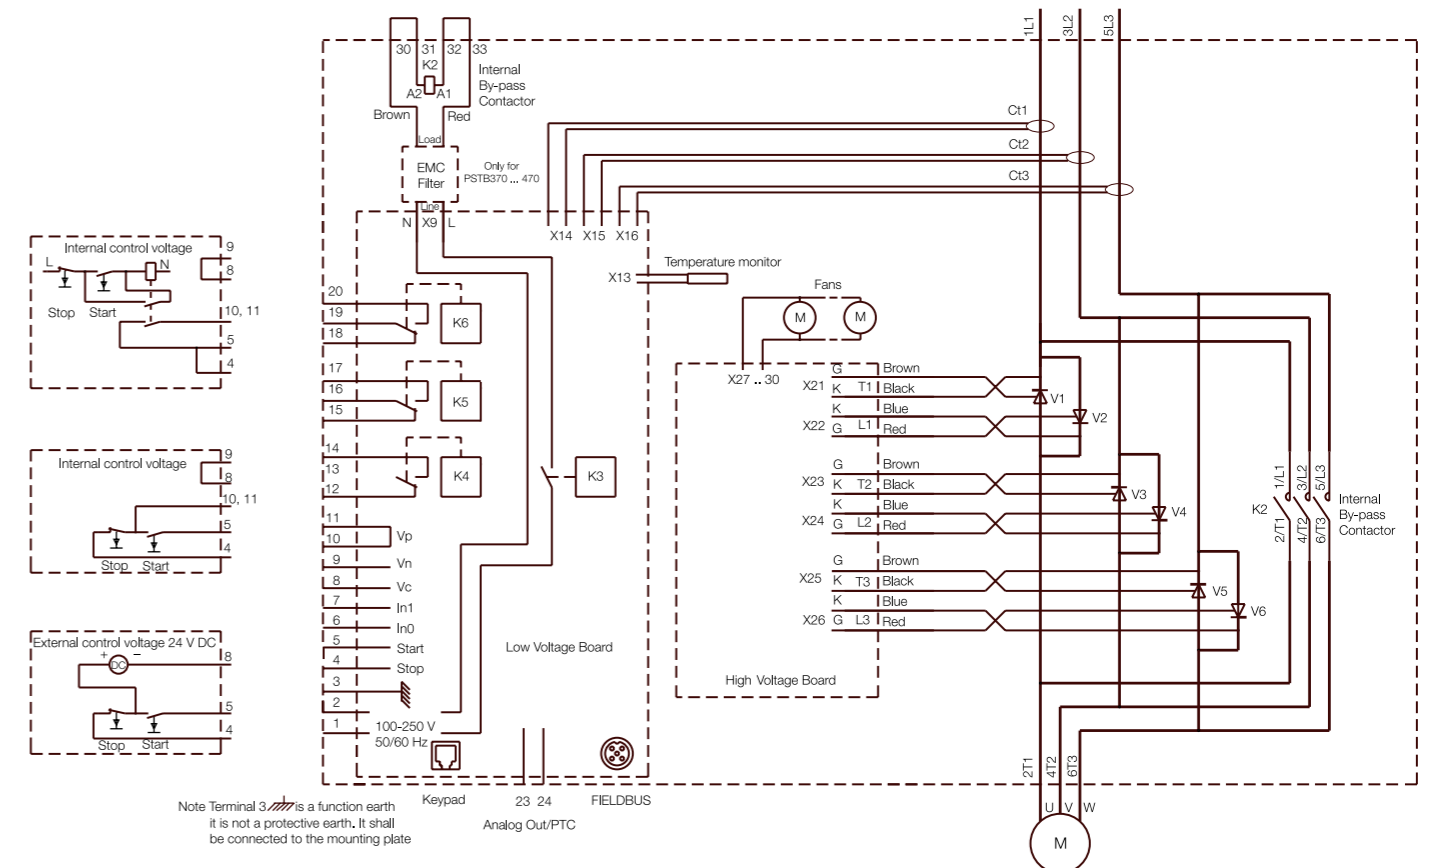 1L1
3L2
5L3
30
31
32
33
K2
A2
A1
Internal
By-pass
Contactor
Brown
Red
Load
EMC
Filter
Line
Only for
PSTB370 ... 470
N
X9
L
Ct1
Ct2
Ct3
X14
X15
X16
X13
Temperature monitor
Internal control voltage
L
N
Stop
Start
9
8
10, 11
5
4
Internal control voltage
9
8
10, 11
5
4
Stop
Start
External control voltage 24 V DC
+
DC
−
8
5
4
Stop
Start
20
19
18
K6
17
16
15
K5
14
13
12
K4
K3
11
10
Vp
9
Vn
8
Vc
7
In1
6
In0
5
Start
4
Stop
3
2
1
100-250 V
50/60 Hz
Low Voltage Board
Keypad
23
24
Analog Out/PTC
FIELDBUS
Note Terminal 3 is a function earth
it is not a protective earth. It shall
be connected to the mounting plate
Fans
M
M
X27 .. 30
X21
G
Brown
K
T1
Black
X22
K
Blue
G
L1
Red
X23
G
Brown
K
T2
Black
X24
K
Blue
G
L2
Red
X25
G
Brown
K
T3
Black
X26
K
Blue
G
L3
Red
High Voltage Board
V1
V2
V3
V4
V5
V6
K2
1/L1
3/L2
5/L3
2/T1
4/T2
6/T3
Internal
By-pass
Contactor
2T1
4T2
6T3
U
V
W
M